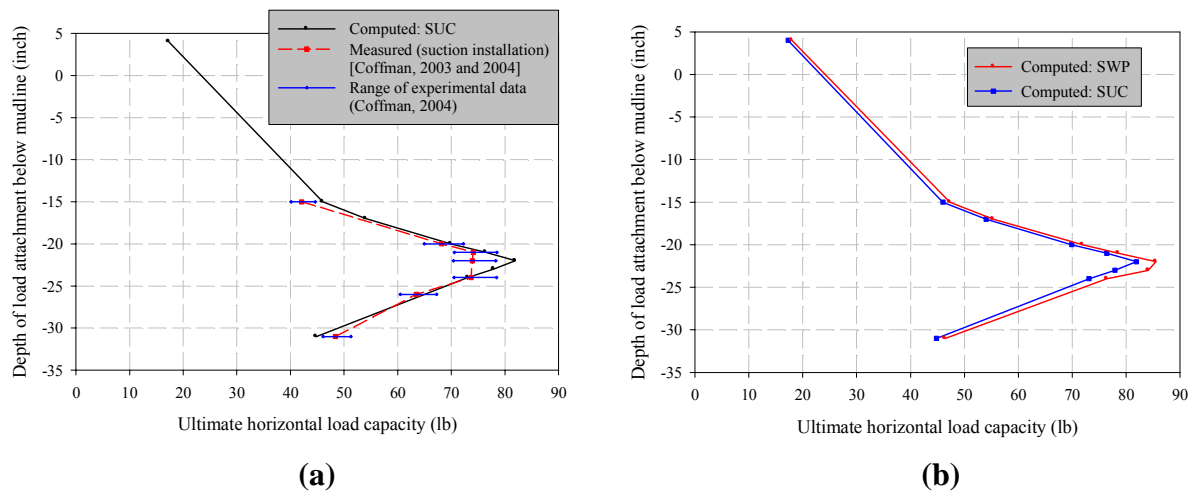 Computed: SUC
Measured (suction installation)
[Coffman, 2003 and 2004]
Range of experimental data
(Coffman, 2004)
Depth of load attachment below mudline (inch)
5
0
-5
-10
-15
-20
-25
-30
-35
0 10 20 30 40 50 60 70 80 90
Ultimate horizontal load capacity (lb)
(a)
Computed: SWP
Computed: SUC
Depth of load attachment below mudline (inch)
5
0
-5
-10
-15
-20
-25
-30
-35
0 10 20 30 40 50 60 70 80 90
Ultimate horizontal load capacity (lb)
(b)